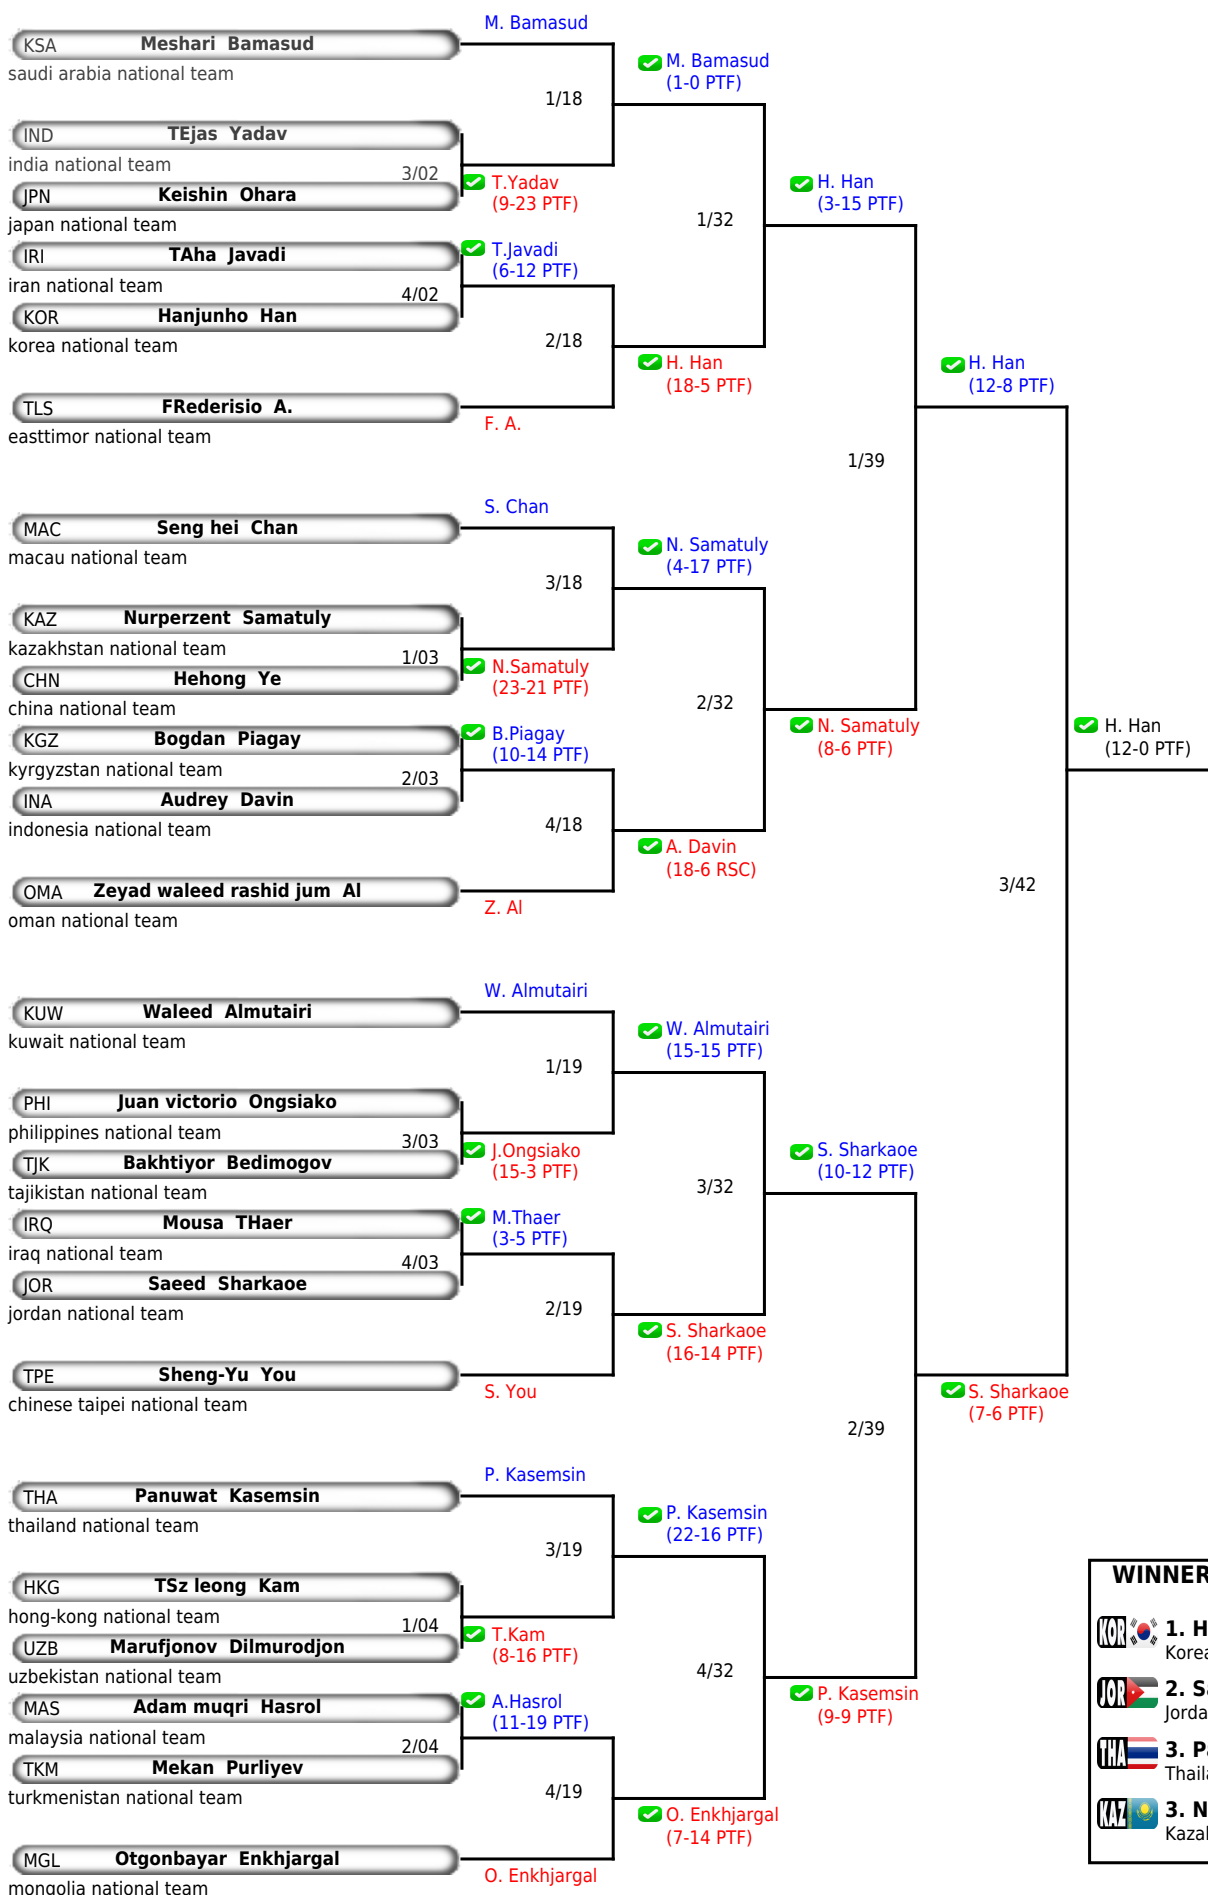 M. Bamasud
KSA Meshari Bamasud
saudi arabia national team
M. Bamasud
(1-0 PTF)
1/18
IND TEjas Yadav
india national team
3/02
T.Yadav
(9-23 PTF)
JPN Keishin Ohara
japan national team
H. Han
(3-15 PTF)
1/32
IRI TAha Javadi
iran national team
T.Javadi
(6-12 PTF)
4/02
KOR Hanjunho Han
korea national team
2/18
H. Han
(18-5 PTF)
H. Han
(12-8 PTF)
TLS FRederisio A.
easttimor national team
F. A.
1/39
S. Chan
MAC Seng hei Chan
macau national team
N. Samatuly
(4-17 PTF)
3/18
KAZ Nurperzent Samatuly
kazakhstan national team
1/03
N.Samatuly
(23-21 PTF)
CHN Hehong Ye
china national team
2/32
N. Samatuly
(8-6 PTF)
H. Han
(12-0 PTF)
KGZ Bogdan Piagay
kyrgyzstan national team
B.Piagay
(10-14 PTF)
2/03
INA Audrey Davin
indonesia national team
4/18
A. Davin
(18-6 RSC)
3/42
OMA Zeyad waleed rashid jum Al
oman national team
Z. Al
W. Almutairi
KUW Waleed Almutairi
kuwait national team
W. Almutairi
(15-15 PTF)
1/19
PHI Juan victorio Ongsiako
philippines national team
3/03
J.Ongsiako
(15-3 PTF)
TJK Bakhtiyor Bedimogov
tajikistan national team
S. Sharkaoe
(10-12 PTF)
3/32
IRQ Mousa THaer
iraq national team
M.Thaer
(3-5 PTF)
4/03
JOR Saeed Sharkaoe
jordan national team
2/19
S. Sharkaoe
(16-14 PTF)
TPE Sheng-Yu You
chinese taipei national team
S. You
S. Sharkaoe
(7-6 PTF)
2/39
P. Kasemsin
THA Panuwat Kasemsin
thailand national team
P. Kasemsin
(22-16 PTF)
3/19
HKG TSz leong Kam
hong-kong national team
1/04
T.Kam
(8-16 PTF)
UZB Marufjonov Dilmurodjon
uzbekistan national team
4/32
P. Kasemsin
(9-9 PTF)
MAS Adam muqri Hasrol
malaysia national team
A.Hasrol
(11-19 PTF)
2/04
TKM Mekan Purliyev
turkmenistan national team
4/19
O. Enkhjargal
(7-14 PTF)
MGL Otgonbayar Enkhjargal
mongolia national team
O. Enkhjargal
WINNER
KOR 1. H
Korea
JOR 2. Sa
Jorda
THA 3. Pa
Thaila
KAZ 3. N
Kazal